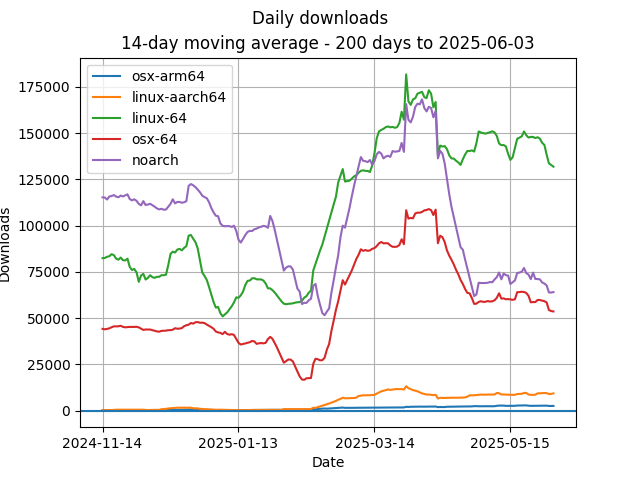 Daily downloads
14-day moving average - 200 days to 2025-06-03
osx-arm64
linux-aarch64
linux-64
osx-64
noarch
175000
150000
125000
100000
75000
50000
25000
0
Downloads
2024-11-14
2025-01-13
2025-03-14
2025-05-15
Date